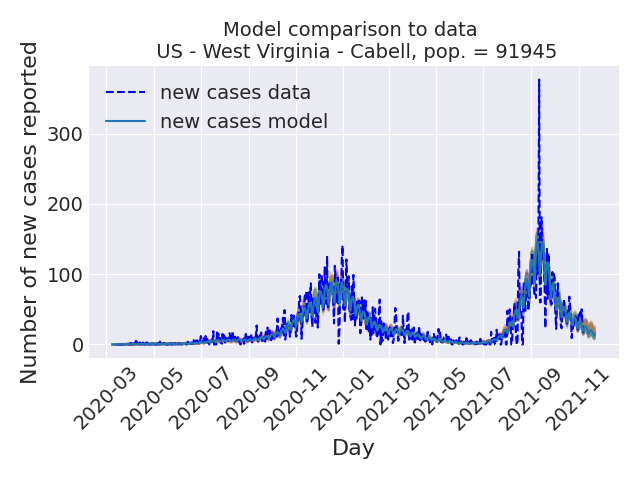 Model comparison to data
US - West Virginia - Cabell, pop. = 91945
new cases data
new cases model
Number of new cases reported
300
200
100
0
2020-03
2020-05
2020-07
2020-09
2020-11
2021-01
2021-03
2021-05
2021-07
2021-09
2021-11
Day